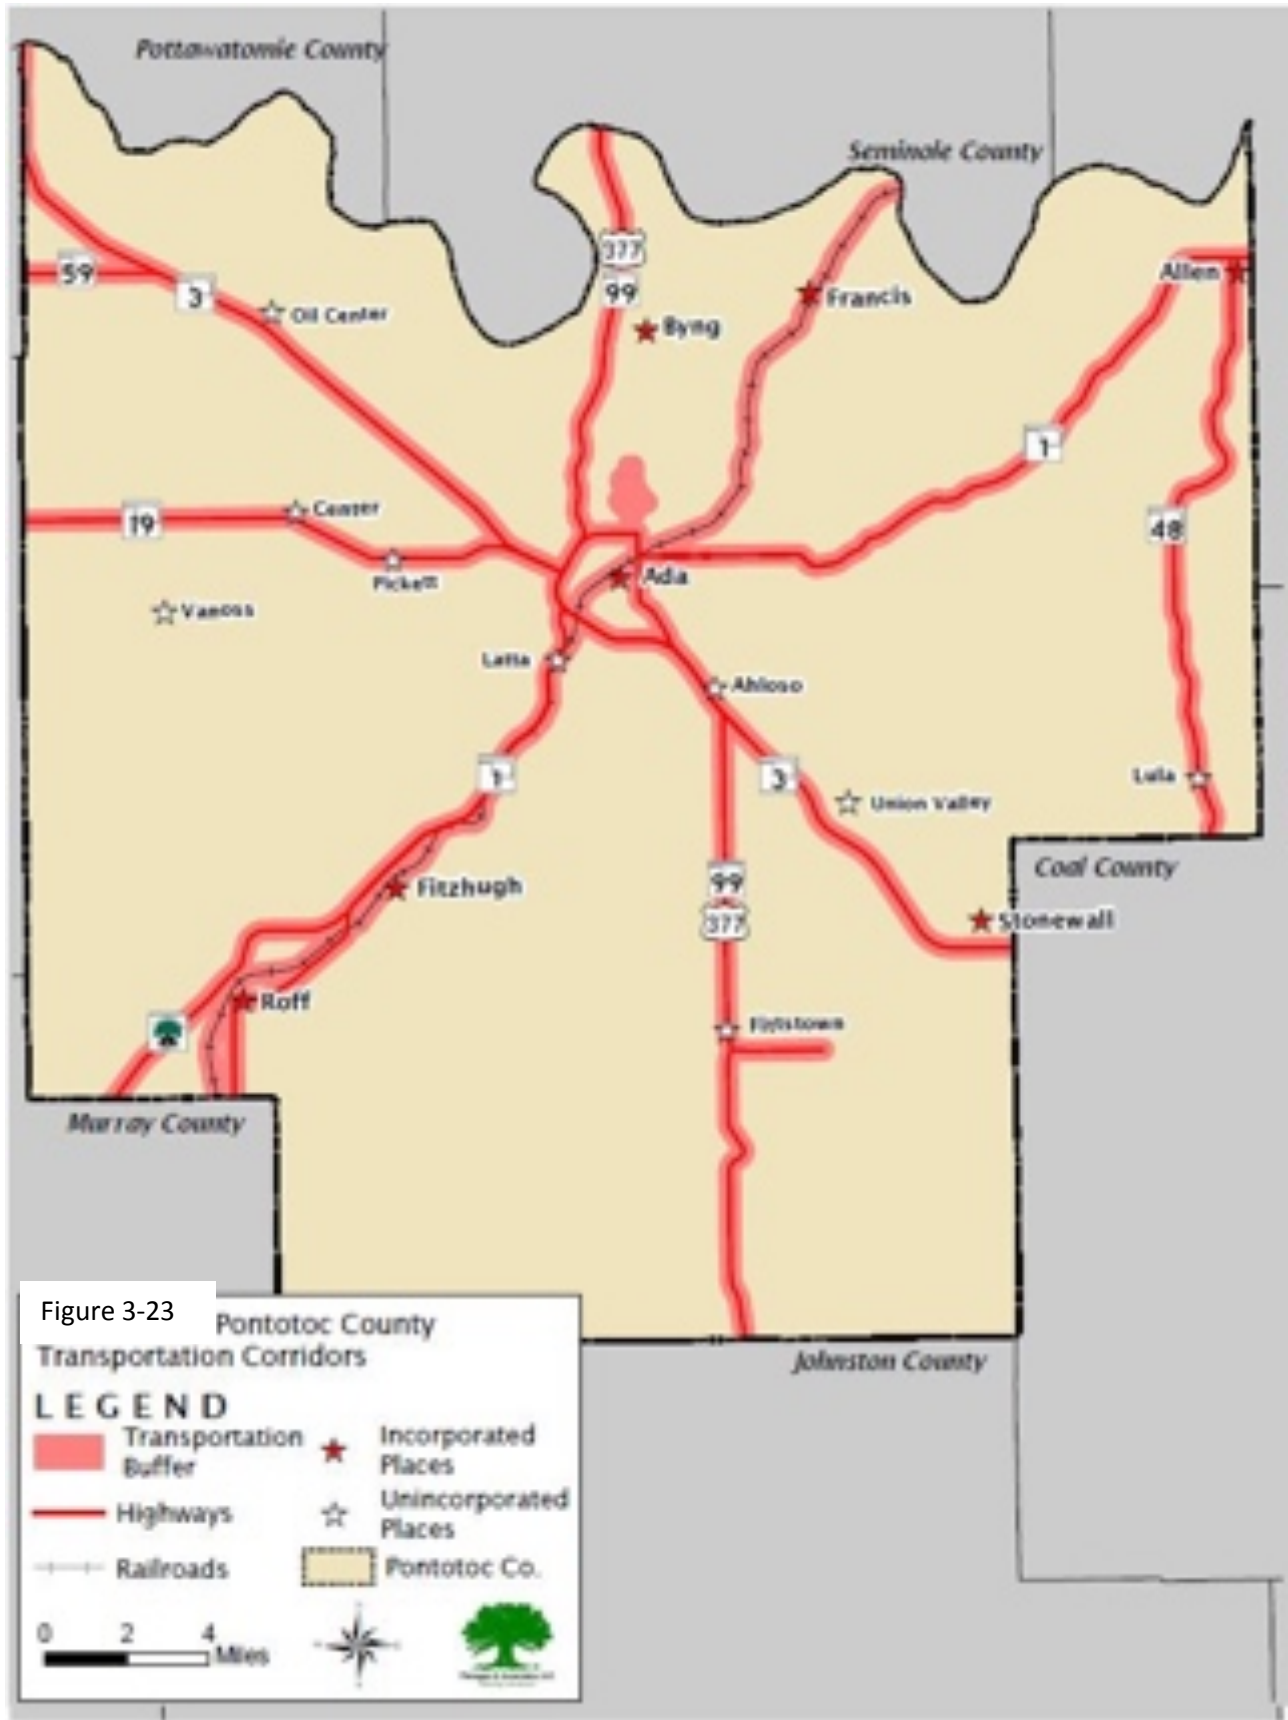 Pottawatomie County
Seminole County
377
99
59
3
Oil Center
Byng
Francis
Allen
1
19
Center
Pickett
48
Vanoss
Ada
Latta
Ahloso
1
3
Union Valley
Lula
Coal County
Fitzhugh
99
377
Stonewall
Roff
Fittstown
Murray County
Johnston County
Figure 3-23
Pontotoc County
Transportation Corridors
LEGEND
Transportation
Buffer
Incorporated
Places
Highways
Unincorporated
Places
Railroads
Pontotoc Co.
0 2 4
Miles